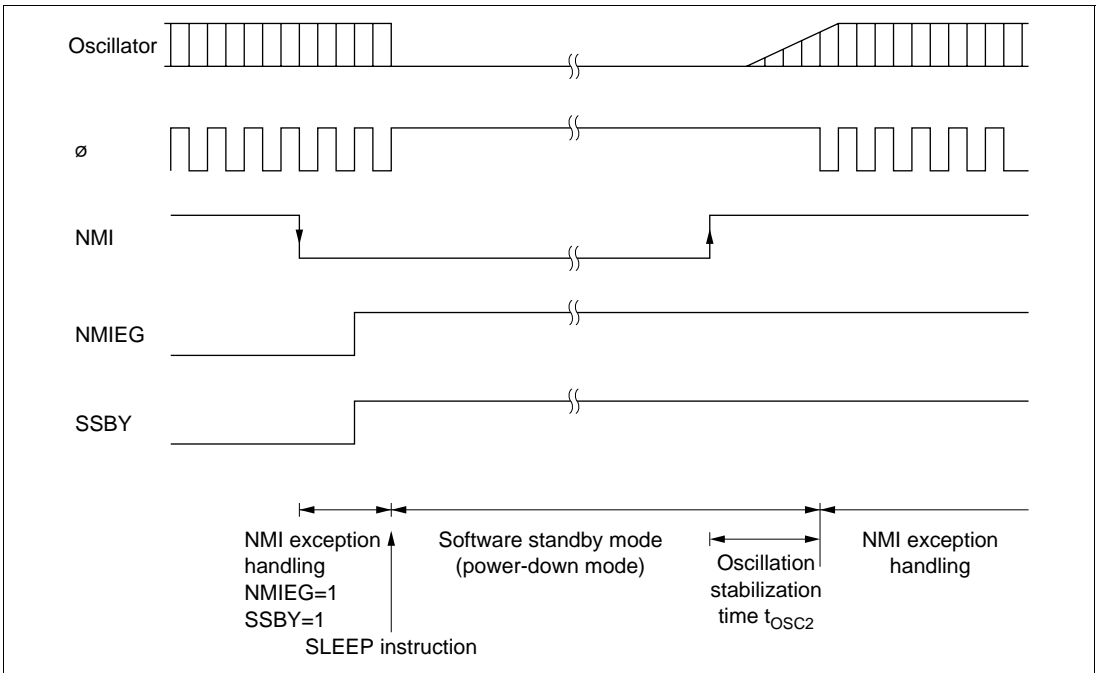 Oscillator
ø
NMI
NMIEG
SSBY
NMI exception
handling
NMIEG=1
SSBY=1
SLEEP instruction
Software standby mode
(power-down mode)
Oscillation
stabilization
time tOSC2
NMI exception
handling